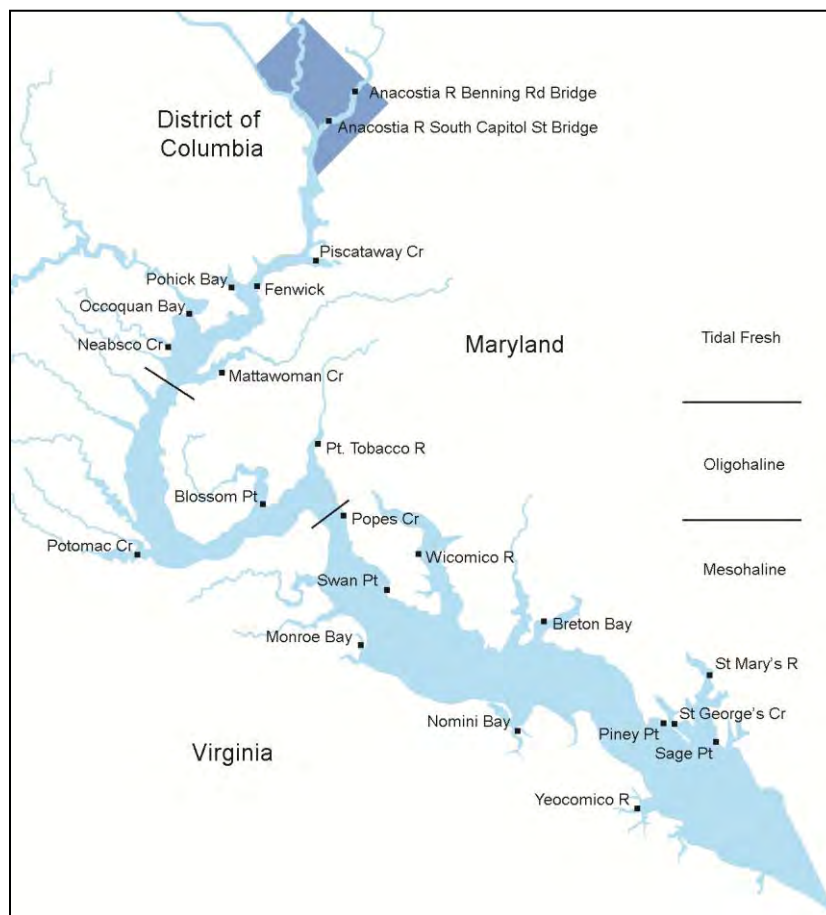 Anacostia R Benning Rd Bridge
District of
Columbia
Anacostia R South Capitol St Bridge
Piscataway Cr
Pohick Bay
Fenwick
Occoquan Bay
Neabsco Cr
Maryland
Tidal Fresh
Mattawoman Cr
Pt. Tobacco R
Oligohaline
Blossom Pt
Popes Cr
Potomac Cr
Wicomico R
Mesohaline
Swan Pt
Breton Bay
Monroe Bay
St Mary's R
Nomini Bay
St George's Cr
Piney Pt
Sage Pt
Virginia
Yeocomico R